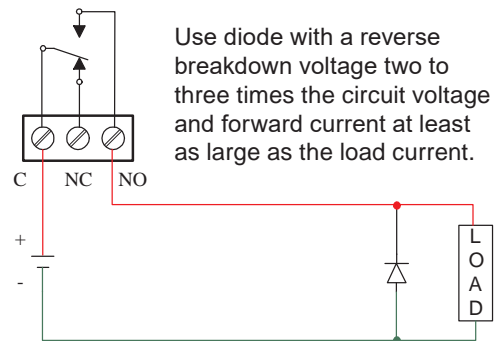 Use diode with a reverse
breakdown voltage two to
three times the circuit voltage
and forward current at least
as large as the load current.
C NC NO
+
-
L
O
A
D